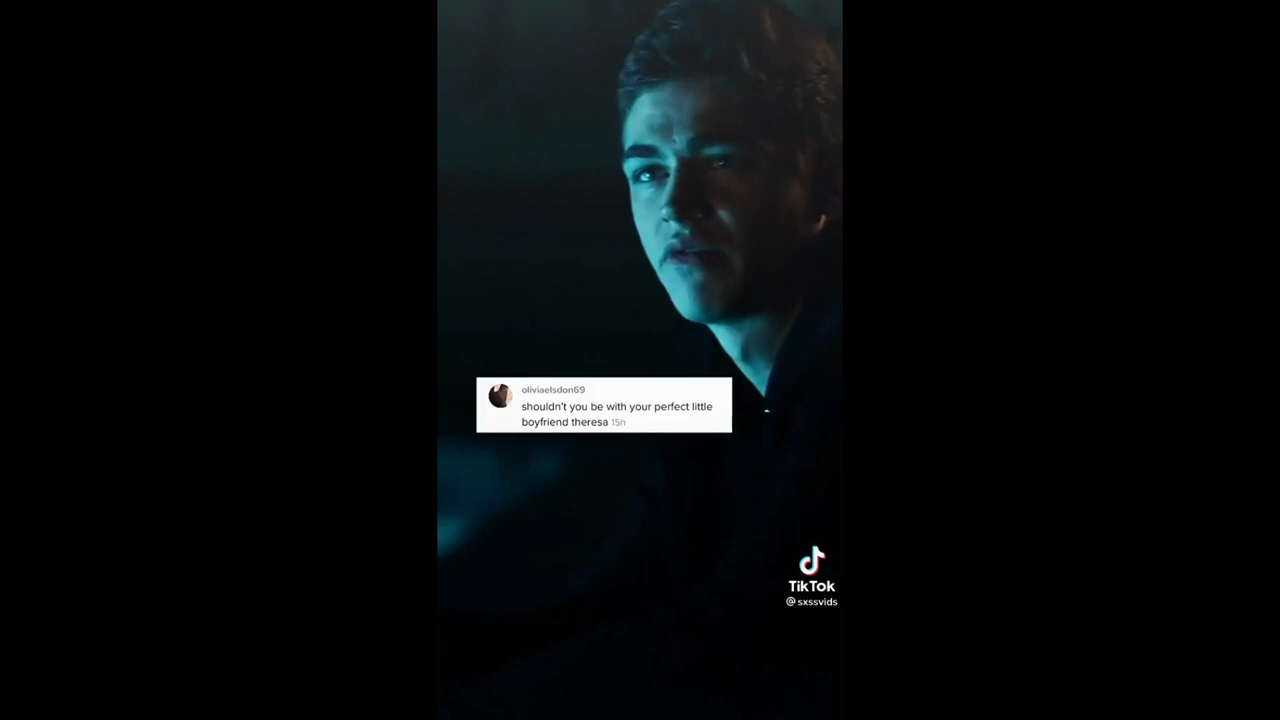 oliviaelsdon69
shouldn't you be with your perfect little
boyfriend theresa 15h
TikTok
@sxssvids